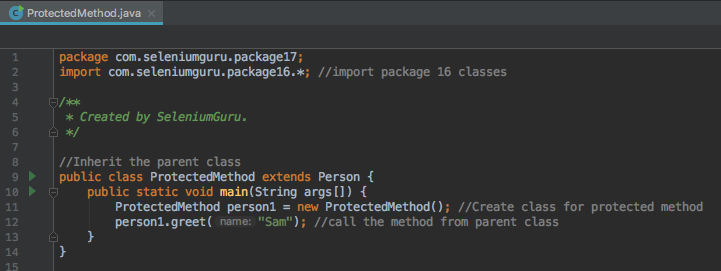 ProtectedMethod.java
1 package com.seleniumguru.package17;
2 import com.seleniumguru.package16.*; //import package 16 classes
3
4 /**
5 * Created by SeleniumGuru.
6 */
7
8 //Inherit the parent class
9 public class ProtectedMethod extends Person {
10 public static void main(String args[]) {
11 ProtectedMethod person1 = new ProtectedMethod(); //Create class for protected method
12 person1.greet( name: "Sam"); //call the method from parent class
13 }
14 }
15